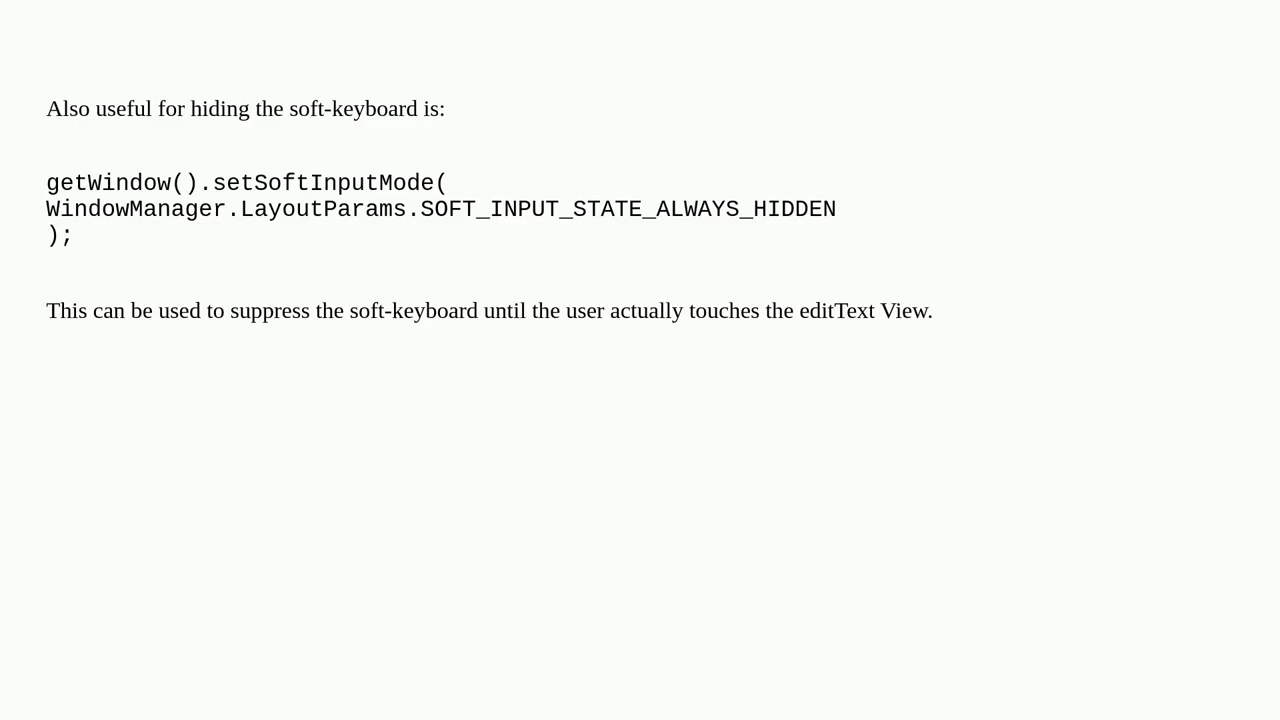 Also useful for hiding the soft-keyboard is:
getWindow().setSoftInputMode(
WindowManager.LayoutParams.SOFT_INPUT_STATE_ALWAYS_HIDDEN
);
This can be used to suppress the soft-keyboard until the user actually touches the editText View.